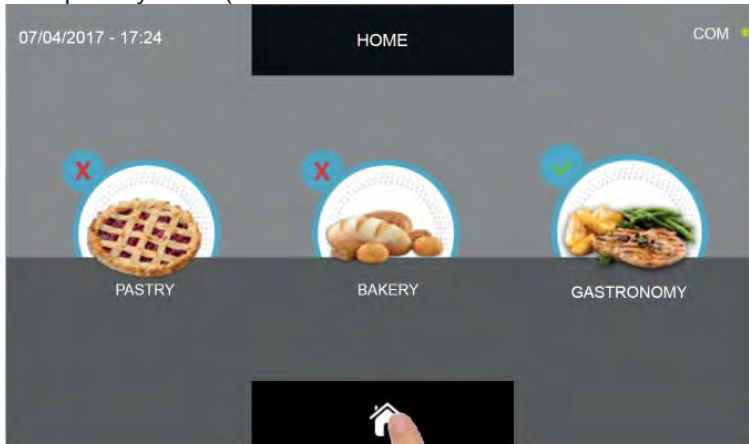 07/04/2017 - 17:24
HOME
COM
X
X
PASTRY
BAKERY
GASTRONOMY